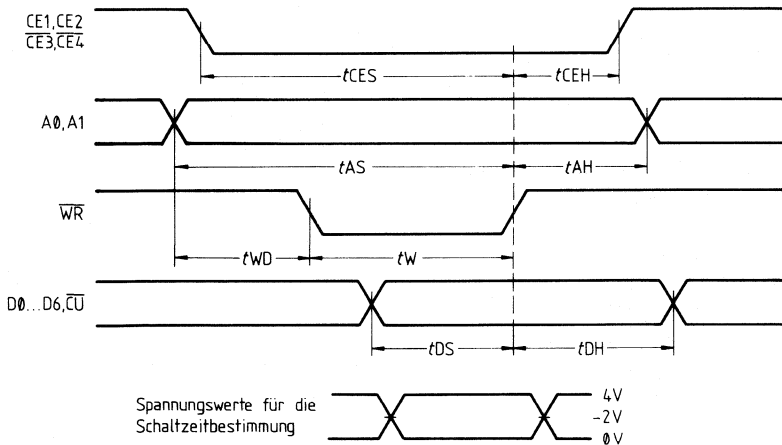 CE1,CE2
CE3,CE4
tCES
tCEH
A0,A1
tAS
tAH
WR
tWD
tW
D0...D6,CU
tDS
tDH
Spannungswerte für die
Schaltzeitbestimmung
4V
-2V
0V